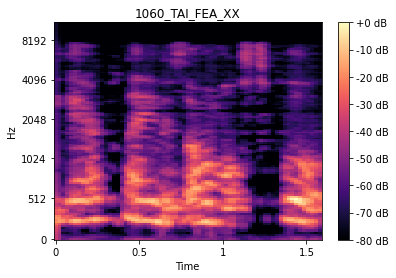 1060_TAI_FEA_XX
+0 dB
8192
-10 dB
4096
-20 dB
-30 dB
2048
Hz
-40 dB
1024
-50 dB
512
-60 dB
-70 dB
0
-80 dB
0
0.5
1
1.5
Time